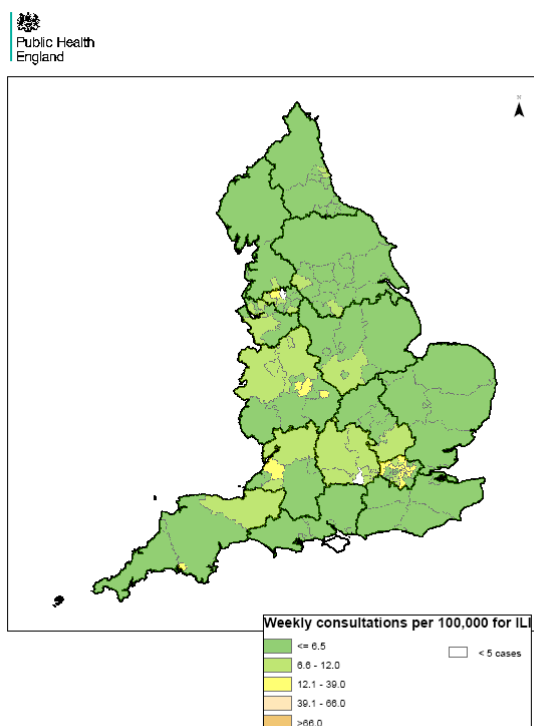 Public Health
England
N
Weekly consultations per 100,000 for ILI
<= 6.5
6.6 - 12.0
12.1 - 39.0
39.1 - 66.0
>66.0
< 5 cases